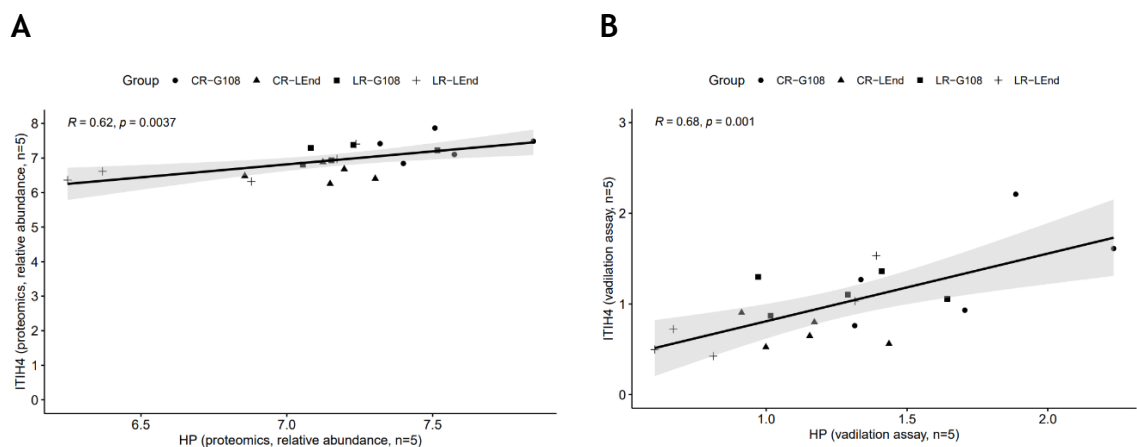 A
Group CR−G108 CR−LEnd LR−G108 LR−LEnd
R = 0.62, p = 0.0037
8
7
6
5
4
3
2
1
0
ITIH4 (proteomics, relative abundance, n=5)
6.5 7.0 7.5
HP (proteomics, relative abundance, n=5)
B
Group CR−G108 CR−LEnd LR−G108 LR−LEnd
R = 0.68, p = 0.001
3
2
1
0
ITIH4 (vadilation assay, n=5)
1.0 1.5 2.0
HP (vadilation assay, n=5)